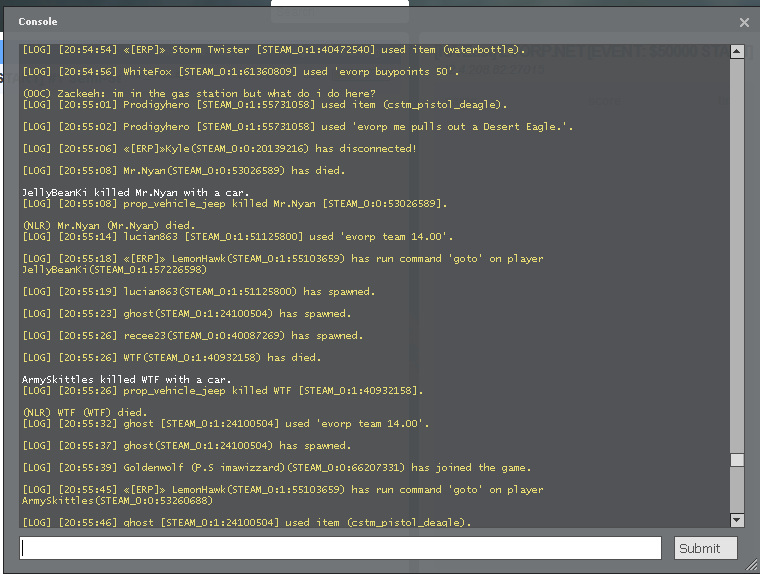 Console
[LOG] [20:54:54] «[ERP]» Storm Twister [STEAM_0:1:40472540] used item (waterbottle).
[LOG] [20:54:56] WhiteFox [STEAM_0:1:61360809] used 'evorp buypoints 50'.
(OOC) Zackeeh: im in the gas station but what do i do here?
[LOG] [20:55:01] Prodigyhero [STEAM_0:1:55731058] used item (cstm_pistol_deagle).
[LOG] [20:55:02] Prodigyhero [STEAM_0:1:55731058] used 'evorp me pulls out a Desert Eagle.'.
[LOG] [20:55:06] «[ERP]»Kyle(STEAM_0:0:20139216) has disconnected!
[LOG] [20:55:08] Mr.Nyan(STEAM_0:0:53026589) has died.
JellyBeanKi killed Mr.Nyan with a car.
[LOG] [20:55:08] prop_vehicle_jeep killed Mr.Nyan [STEAM_0:0:53026589].
(NLR) Mr.Nyan (Mr.Nyan) died.
[LOG] [20:55:14] lucian863 [STEAM_0:1:51125800] used 'evorp team 14.00'.
[LOG] [20:55:18] «[ERP]» LemonHawk(STEAM_0:1:55103659) has run command 'goto' on player
JellyBeanKi(STEAM_0:1:57226598)
[LOG] [20:55:19] lucian863(STEAM_0:1:51125800) has spawned.
[LOG] [20:55:23] ghost(STEAM_0:1:24100504) has spawned.
[LOG] [20:55:26] recee23(STEAM_0:0:40087269) has spawned.
[LOG] [20:55:26] WTF(STEAM_0:1:40932158) has died.
ArmySkittles killed WTF with a car.
[LOG] [20:55:26] prop_vehicle_jeep killed WTF [STEAM_0:1:40932158].
(NLR) WTF (WTF) died.
[LOG] [20:55:32] ghost [STEAM_0:1:24100504] used 'evorp team 14.00'.
[LOG] [20:55:37] ghost(STEAM_0:1:24100504) has spawned.
[LOG] [20:55:39] Goldenwolf (P.S imawizzard)(STEAM_0:0:66207331) has joined the game.
[LOG] [20:55:45] «[ERP]» LemonHawk(STEAM_0:1:55103659) has run command 'goto' on player
ArmySkittles(STEAM_0:0:53260688)
[LOG] [20:55:46] ghost [STEAM_0:1:24100504] used item (cstm_pistol_deagle).
Submit